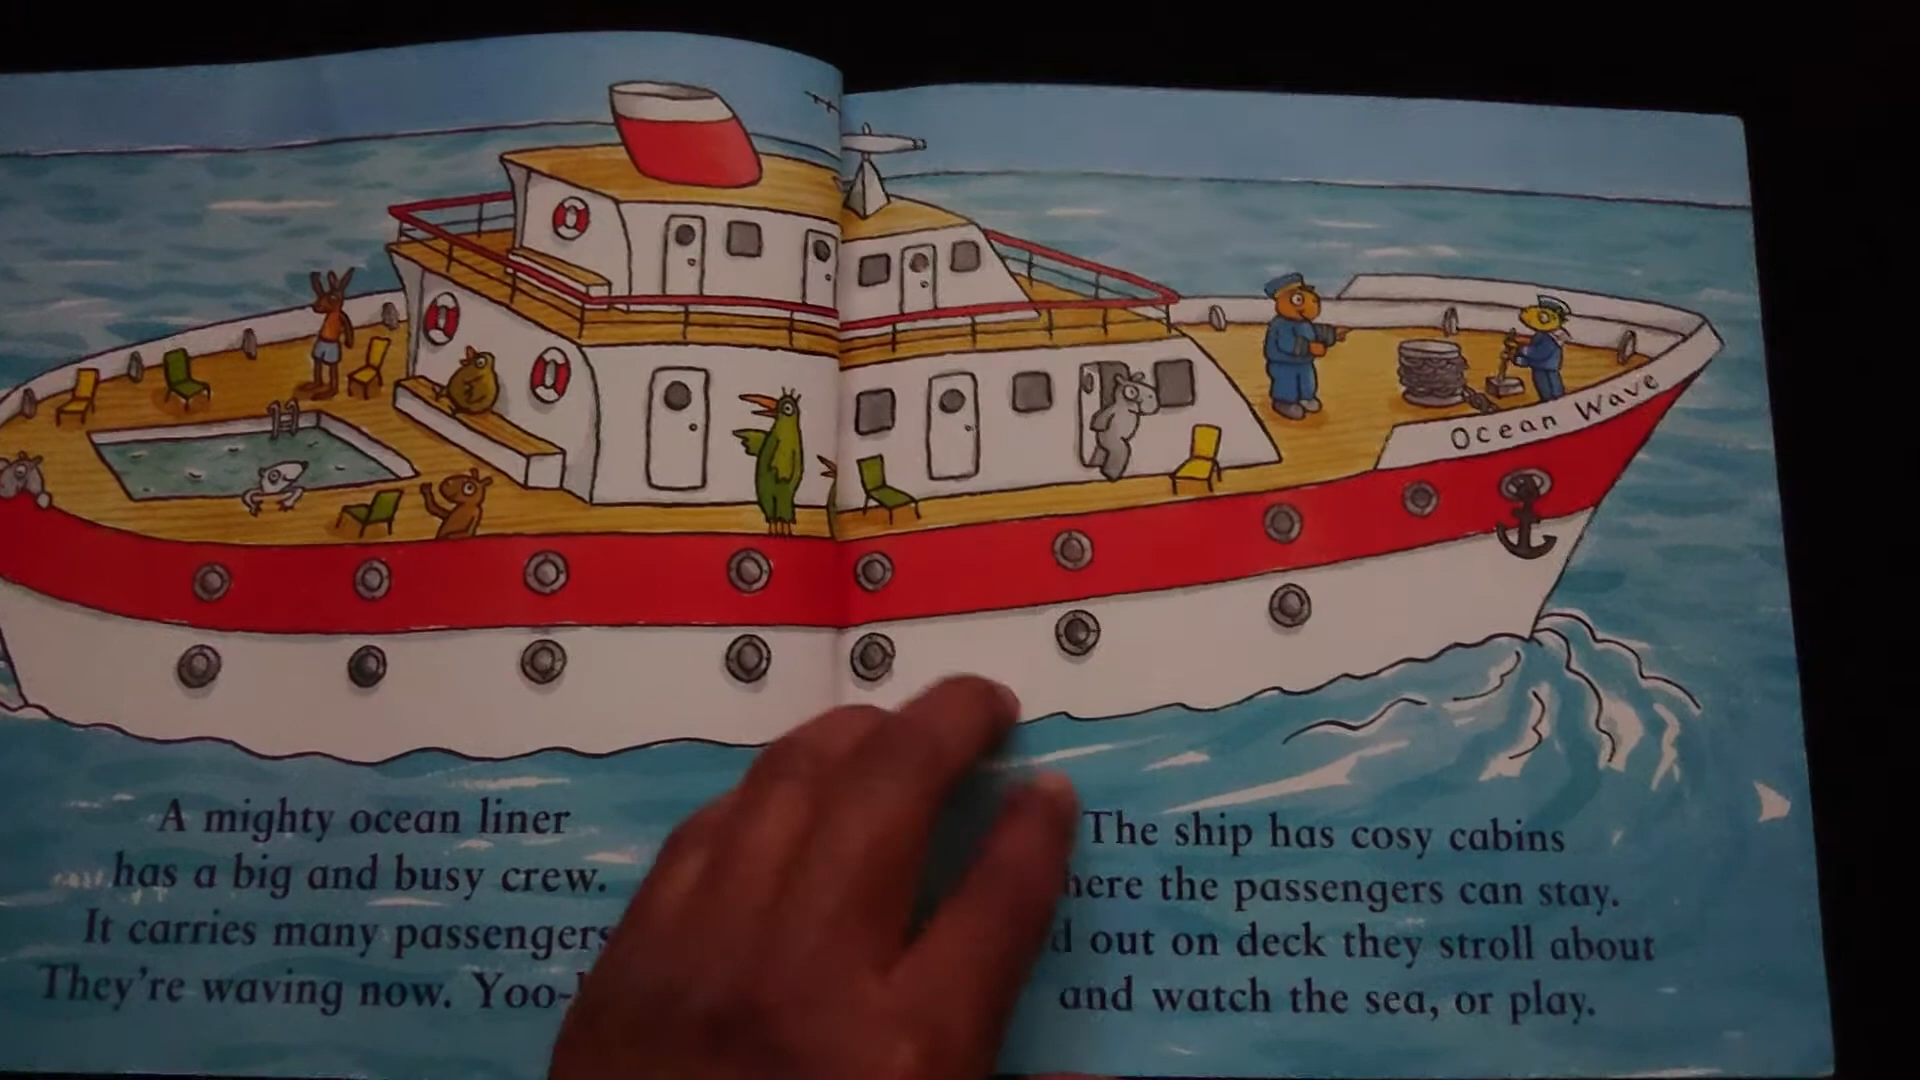 Ocean Wave
A mighty ocean liner
has a big and busy crew.
It carries many passengers
They're waving now. Yoo-
The ship has cosy cabins
the passengers can stay.
out on deck they stroll about
and watch the sea, or play.